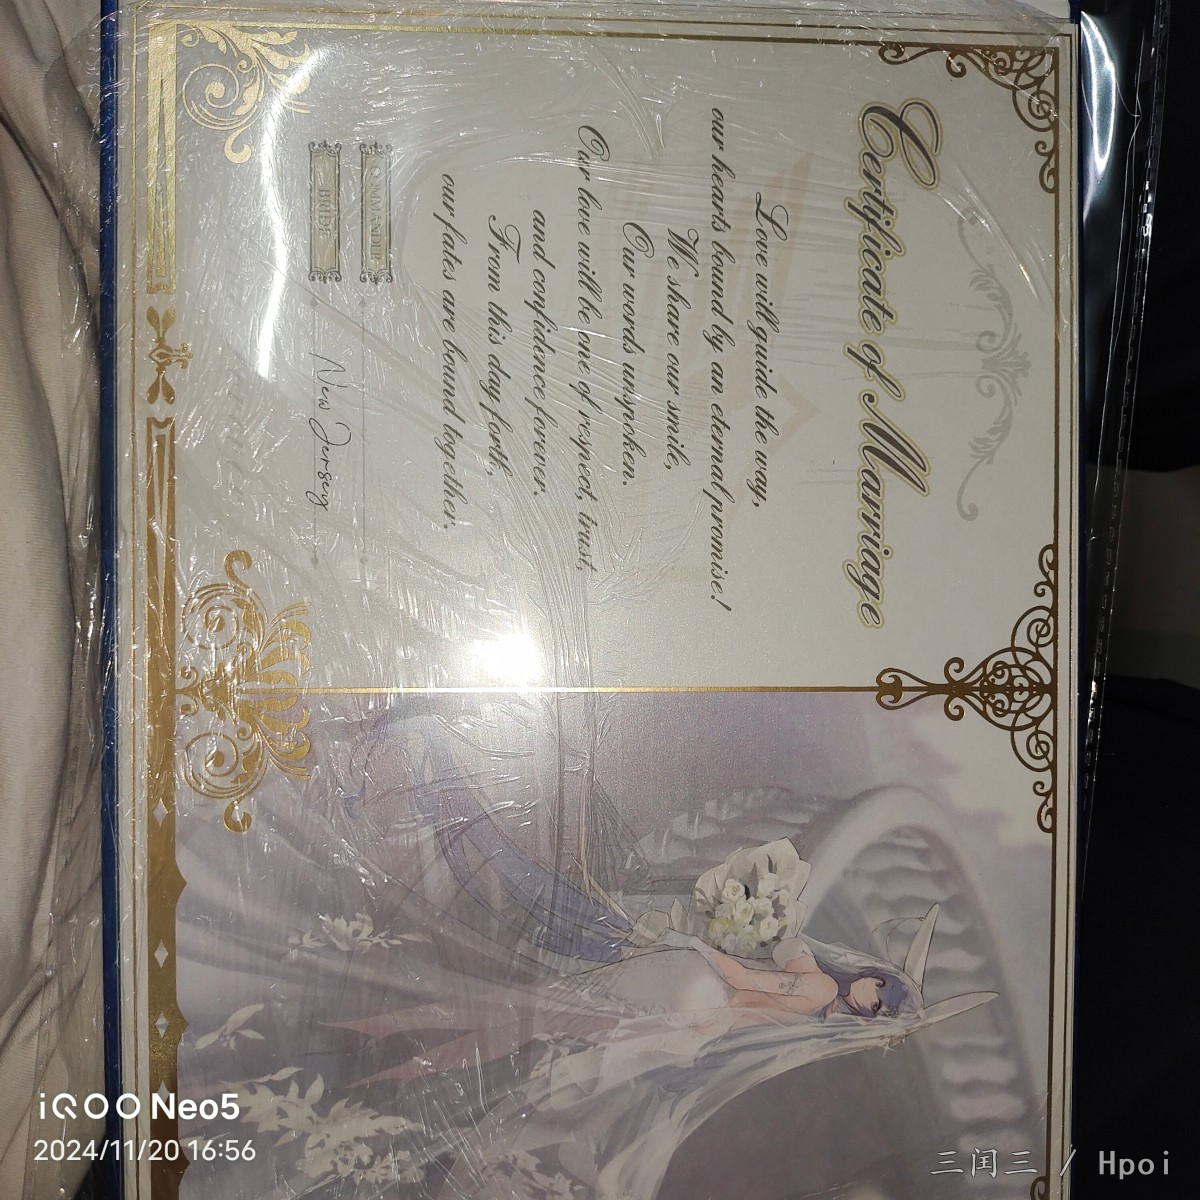 Certificate of Marriage
Love will guide the way,
our hearts bound by an eternal promise!
We share our smile,
Our words unspoken.
Our love will be one of respect, trust,
and confidence forever.
From this day forth,
our fates are bound together.
COMMANDER
BRIDE
New Jersey
iQOO Neo5
2024/11/20 16:56
三闰三 / Hpoi